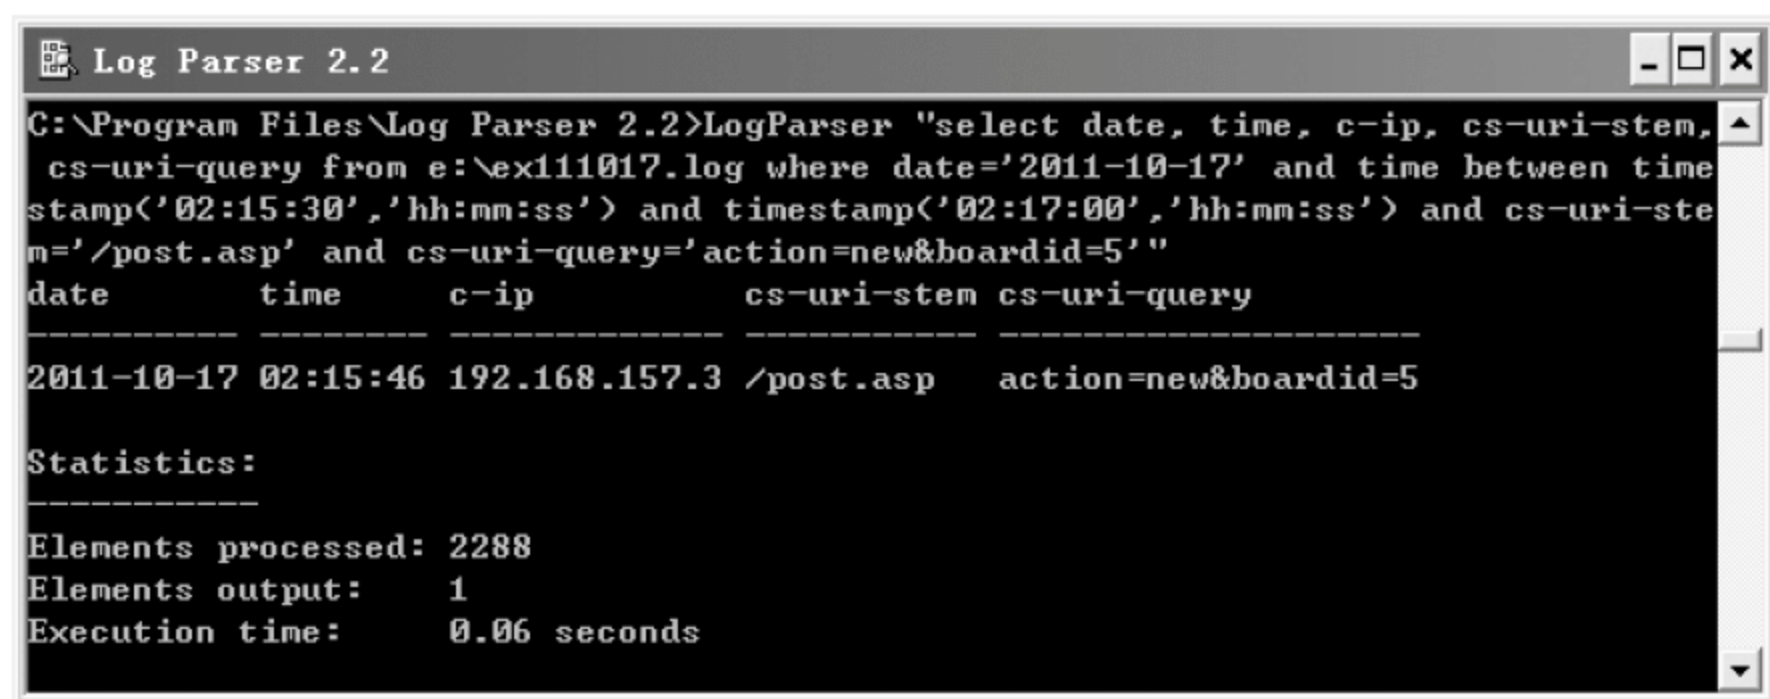 Log Parser 2.2
C:\Program Files\Log Parser 2.2>LogParser "select date, time, c-ip, cs-uri-stem,
 cs-uri-query from e:\ex111017.log where date='2011-10-17' and time between time
stamp('02:15:30','hh:mm:ss') and timestamp('02:17:00','hh:mm:ss') and cs-uri-ste
m='/post.asp' and cs-uri-query='action=new&boardid=5'"
date       time     c-ip          cs-uri-stem cs-uri-query
---------- -------- ------------- ----------- --------------------
2011-10-17 02:15:46 192.168.157.3 /post.asp   action=new&boardid=5
Statistics:
-----------
Elements processed: 2288
Elements output:    1
Execution time:     0.06 seconds